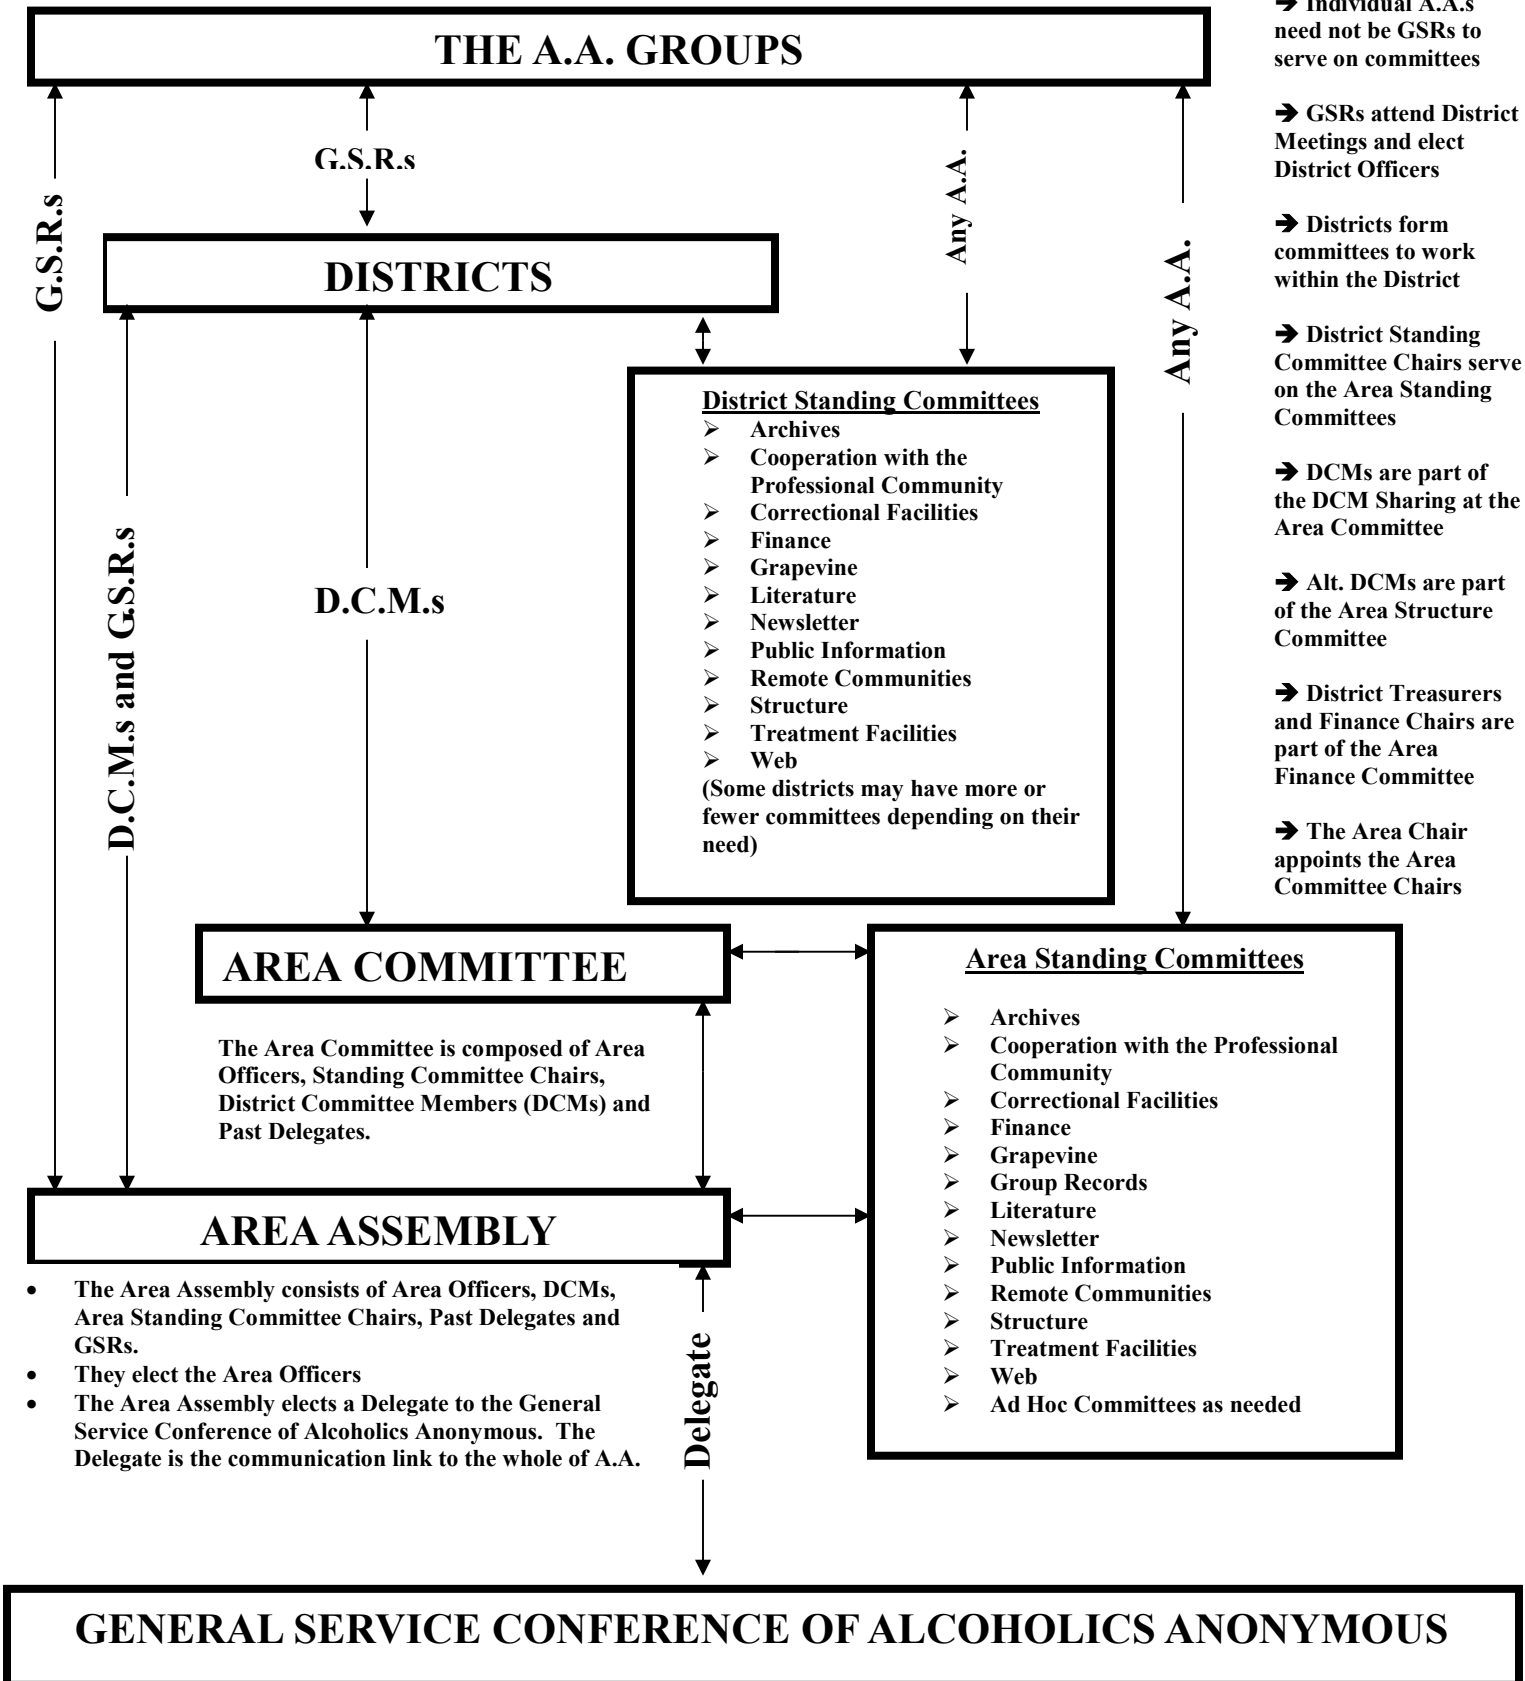 THE A.A. GROUPS
G.S.R.s
G.S.R.s
Any A.A.
Any A.A.
DISTRICTS
D.C.M.s and G.S.R.s
D.C.M.s
District Standing Committees
➢ Archives
➢ Cooperation with the
Professional Community
➢ Correctional Facilities
➢ Finance
➢ Grapevine
➢ Literature
➢ Newsletter
➢ Public Information
➢ Remote Communities
➢ Structure
➢ Treatment Facilities
➢ Web
(Some districts may have more or
fewer committees depending on their
need)
➔ Individual A.A.s
need not be GSRs to
serve on committees
➔ GSRs attend District
Meetings and elect
District Officers
➔ Districts form
committees to work
within the District
➔ District Standing
Committee Chairs serve
on the Area Standing
Committees
➔ DCMs are part of
the DCM Sharing at the
Area Committee
➔ Alt. DCMs are part
of the Area Structure
Committee
➔ District Treasurers
and Finance Chairs are
part of the Area
Finance Committee
➔ The Area Chair
appoints the Area
Committee Chairs
AREA COMMITTEE
The Area Committee is composed of Area
Officers, Standing Committee Chairs,
District Committee Members (DCMs) and
Past Delegates.
Area Standing Committees
➢ Archives
➢ Cooperation with the Professional
Community
➢ Correctional Facilities
➢ Finance
➢ Grapevine
➢ Group Records
➢ Literature
➢ Newsletter
➢ Public Information
➢ Remote Communities
➢ Structure
➢ Treatment Facilities
➢ Web
➢ Ad Hoc Committees as needed
AREA ASSEMBLY
• The Area Assembly consists of Area Officers, DCMs,
Area Standing Committee Chairs, Past Delegates and
GSRs.
• They elect the Area Officers
• The Area Assembly elects a Delegate to the General
Service Conference of Alcoholics Anonymous. The
Delegate is the communication link to the whole of A.A.
Delegate
GENERAL SERVICE CONFERENCE OF ALCOHOLICS ANONYMOUS